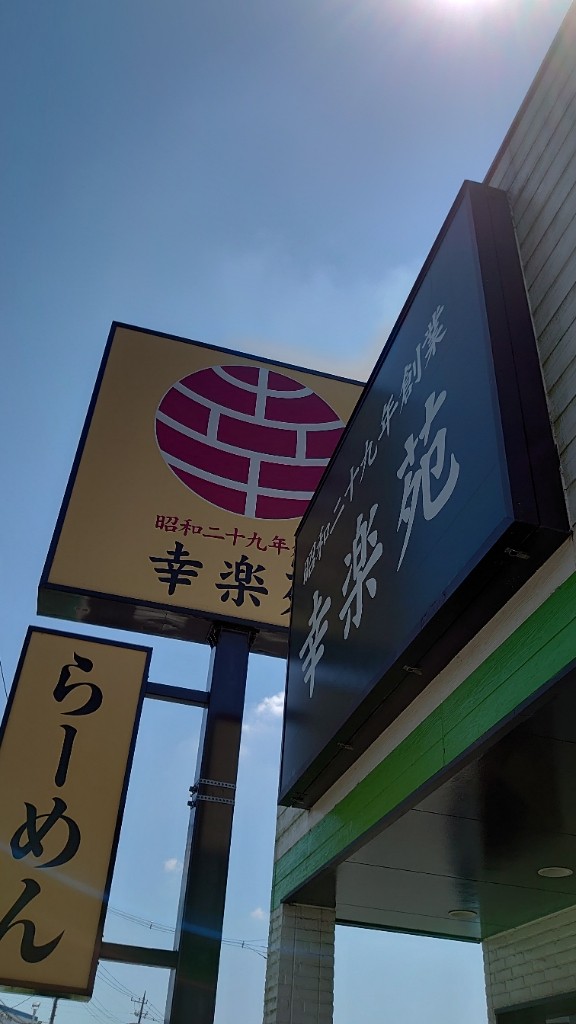 昭和二十九年
幸楽
らーめん
昭和二十九年創業
幸楽苑